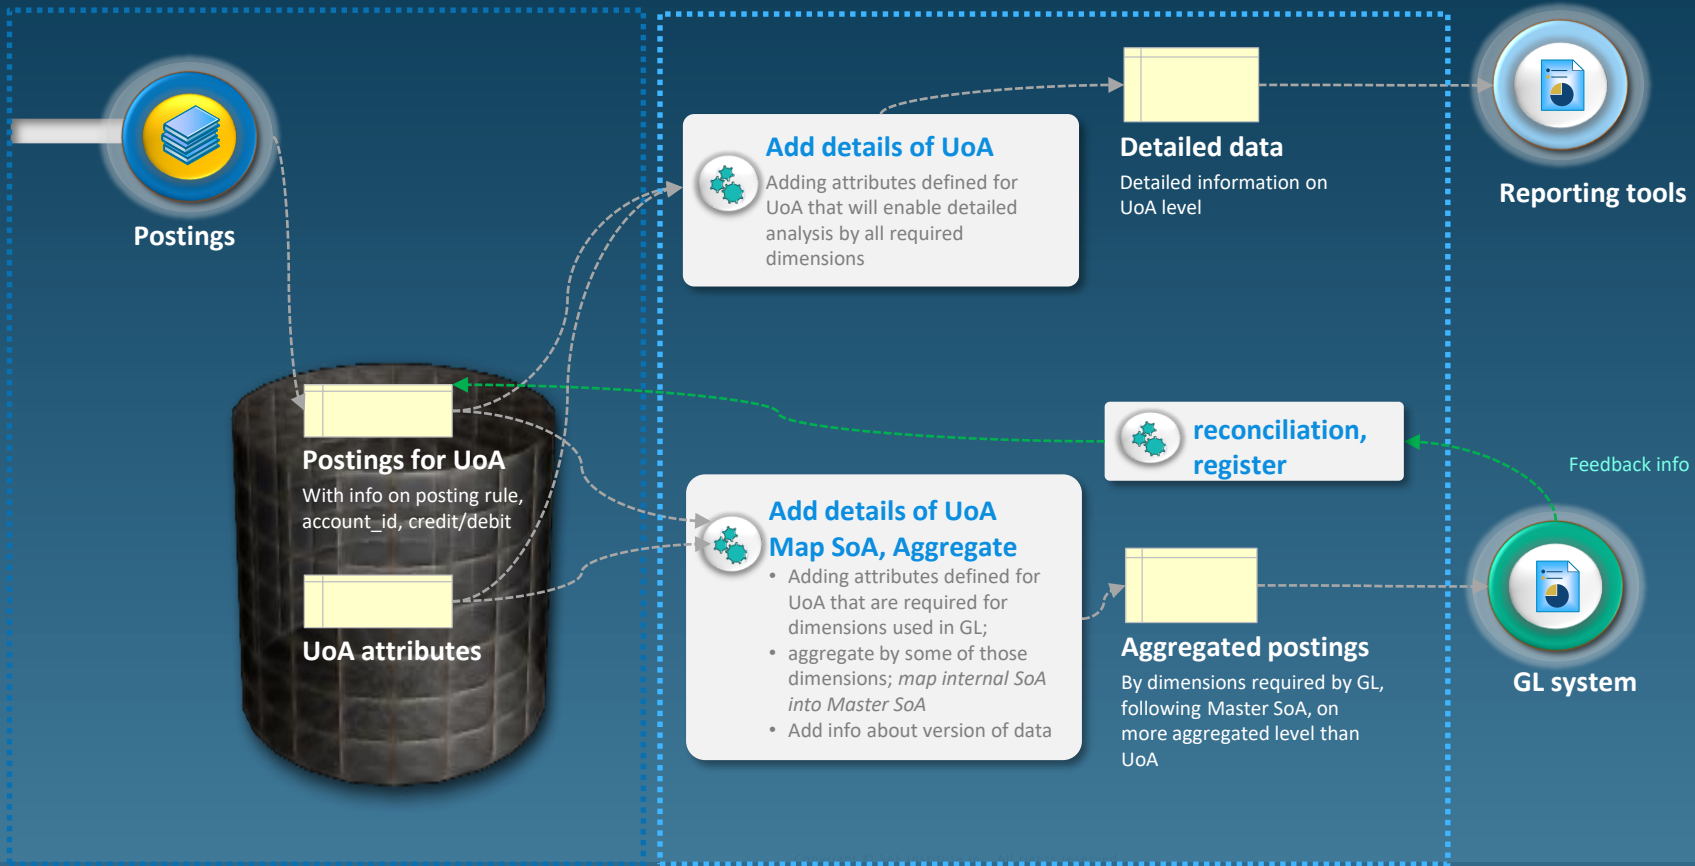 Postings
Postings for UoA
With info on posting rule,
account_id, credit/debit
UoA attributes
Add details of UoA
Adding attributes defined for
UoA that will enable detailed
analysis by all required
dimensions
Detailed data
Detailed information on
UoA level
Reporting tools
reconciliation,
register
Feedback info
Add details of UoA
Map SoA, Aggregate
• Adding attributes defined for
UoA that are required for
dimensions used in GL;
• aggregate by some of those
dimensions; map internal SoA
into Master SoA
• Add info about version of data
Aggregated postings
By dimensions required by GL,
following Master SoA, on
more aggregated level than
UoA
GL system